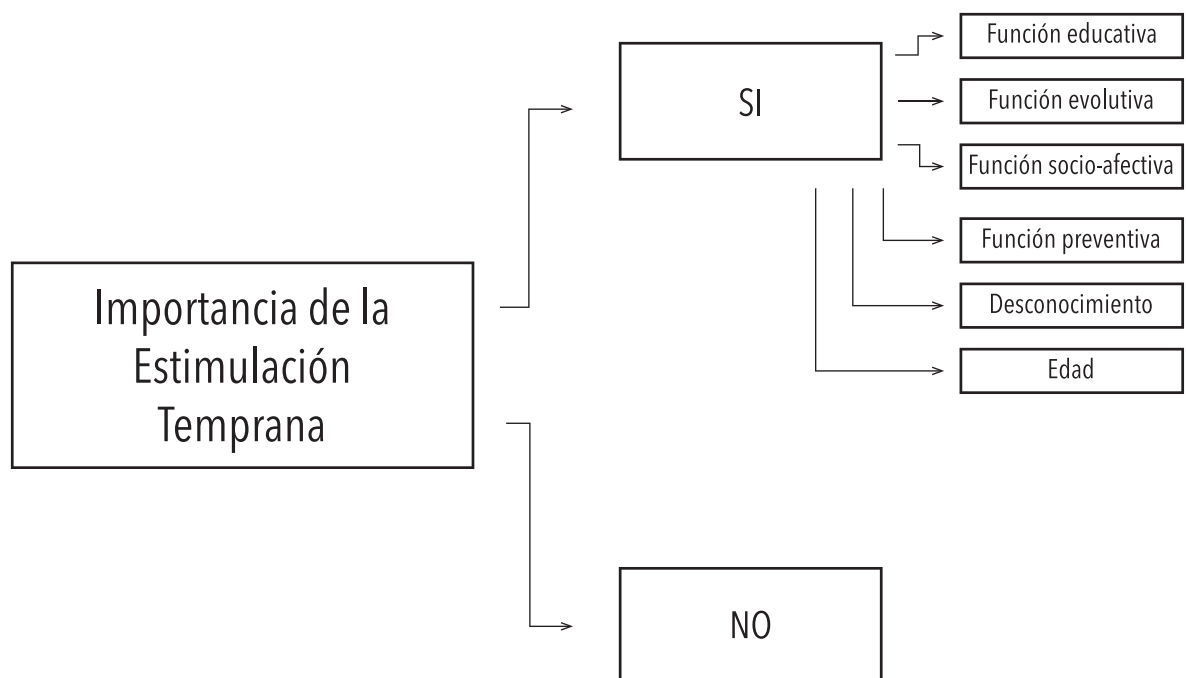 Importancia de la
Estimulación
Temprana
SI
Función educativa
Función evolutiva
Función socio-afectiva
Función preventiva
Desconocimiento
Edad
NO